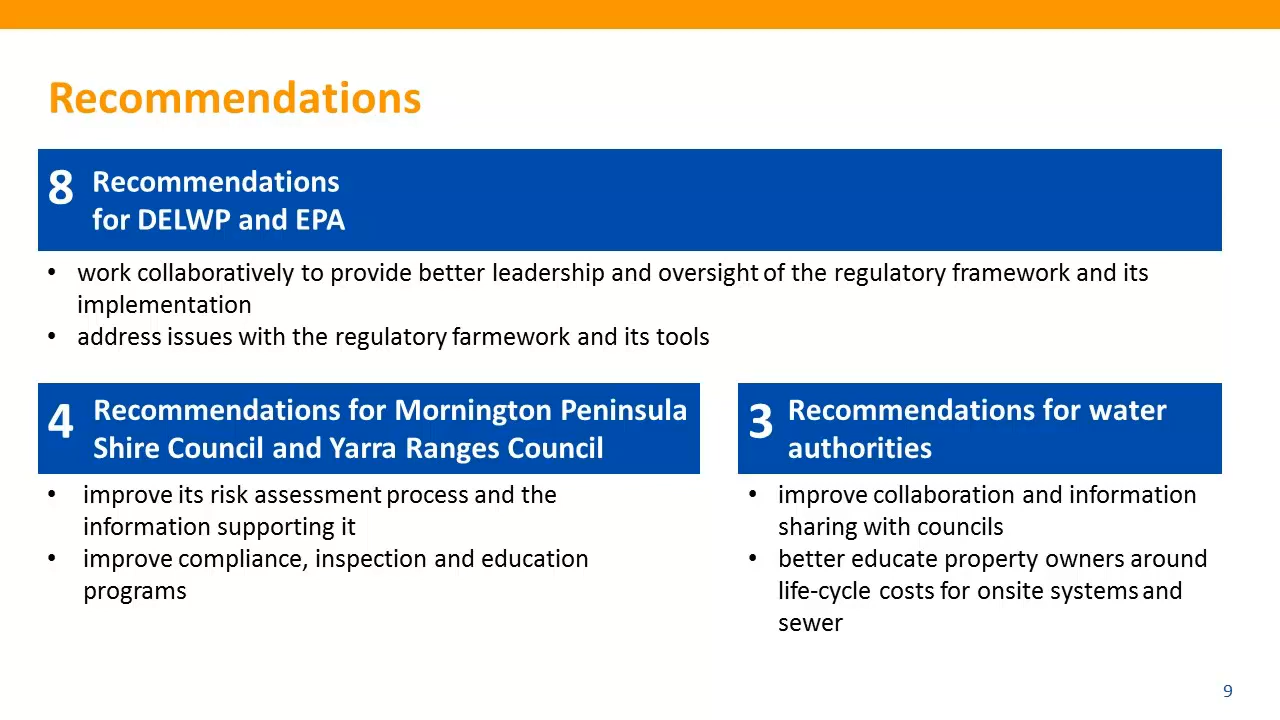 Recommendations
8 Recommendations
for DELWP and EPA
• work collaboratively to provide better leadership and oversight of the regulatory framework and its
implementation
• address issues with the regulatory farmework and its tools
4 Recommendations for Mornington Peninsula
Shire Council and Yarra Ranges Council
• improve its risk assessment process and the
information supporting it
• improve compliance, inspection and education
programs
3 Recommendations for water
authorities
• improve collaboration and information
sharing with councils
• better educate property owners around
life-cycle costs for onsite systems and
sewer
9